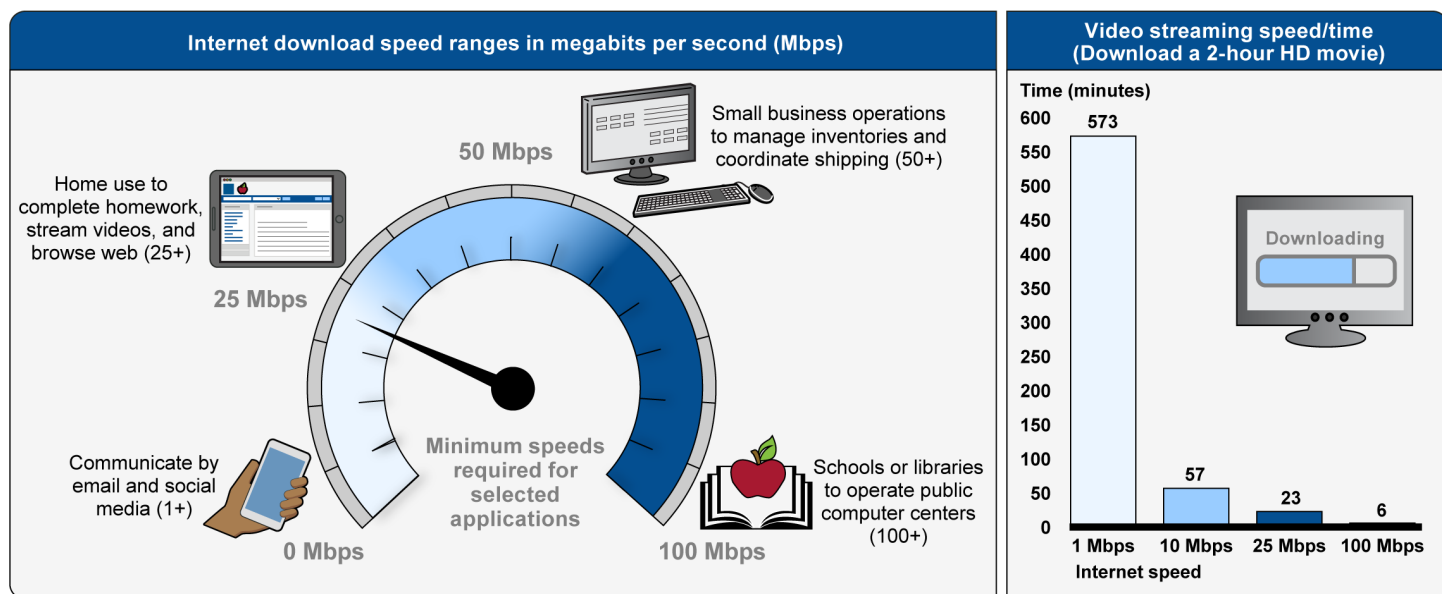 Internet download speed ranges in megabits per second (Mbps)
50 Mbps
Small business operations
to manage inventories and
coordinate shipping (50+)
Home use to
complete homework,
stream videos, and
browse web (25+)
25 Mbps
Communicate by
email and social
media (1+)
0 Mbps
Minimum speeds
required for
selected
applications
100 Mbps
Schools or libraries
to operate public
computer centers
(100+)
Video streaming speed/time
(Download a 2-hour HD movie)
Time (minutes)
600
550
500
450
400
350
300
250
200
150
100
50
0
573
57
23
6
Downloading
1 Mbps
10 Mbps
25 Mbps
100 Mbps
Internet speed